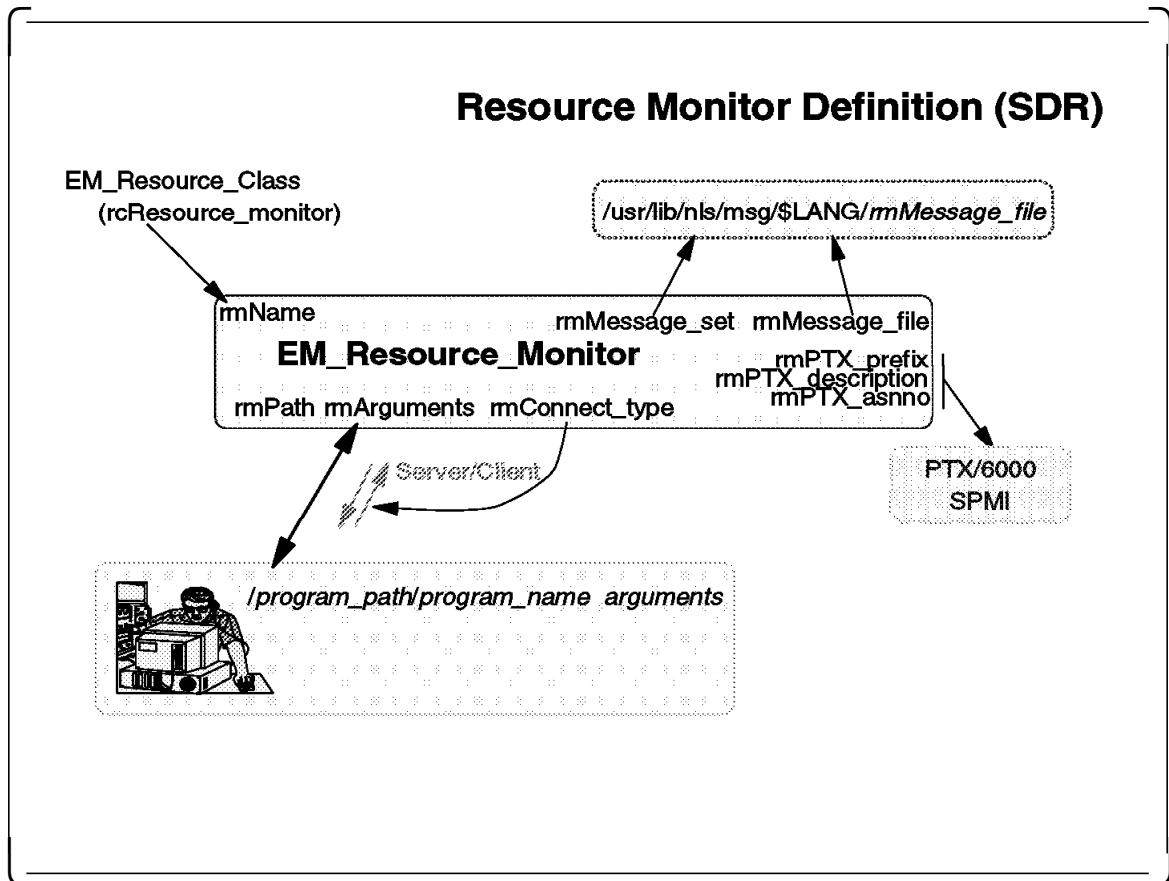 Resource Monitor Definition (SDR)
EM_Resource_Class
(rcResource_monitor)
/usr/lib/nls/msg/$LANG/rmMessage_file
rmName
rmMessage_set rmMessage_file
EM_Resource_Monitor
rmPTX_prefix
rmPTX_description
rmPTX_asnno
rmPath rmArguments rmConnect_type
Server/Client
PTX/6000
SPMI
/program_path/program_name arguments